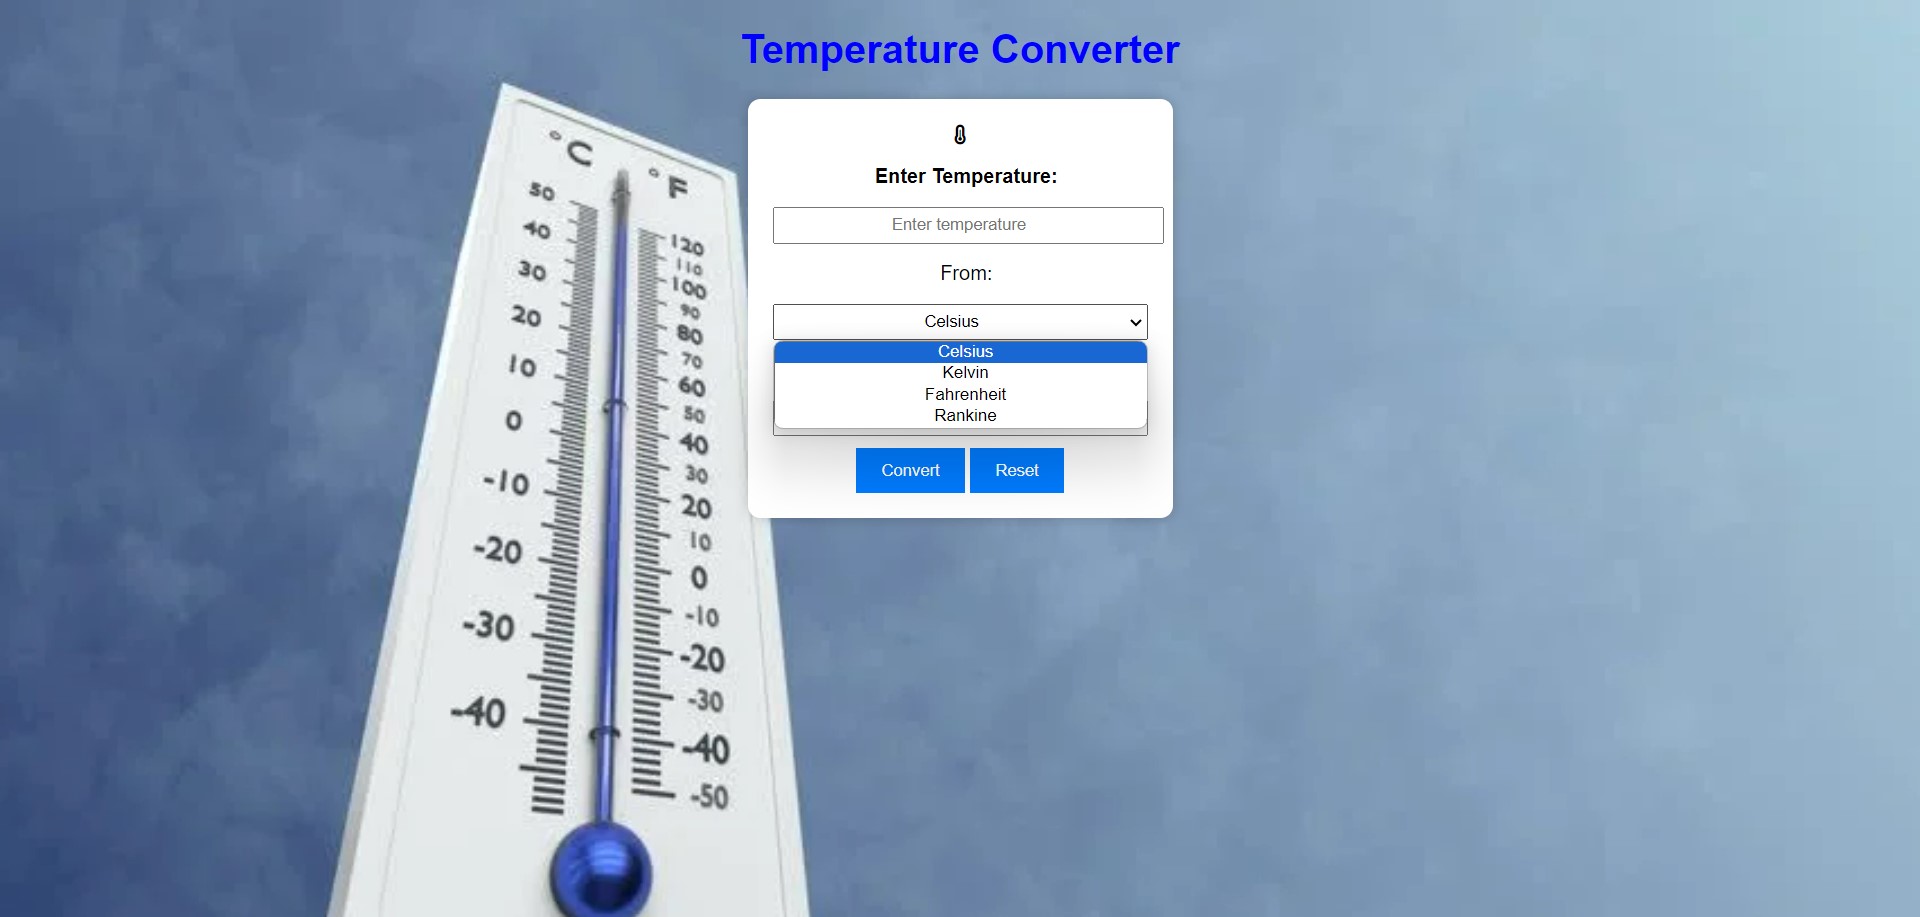 Temperature Converter
Enter Temperature:
Enter temperature
From:
Celsius
Celsius
Kelvin
Fahrenheit
Rankine
Convert Reset
°C °F
50
40
30
20
10
0
-10
-20
-30
-40
120
110
100
90
80
70
60
50
40
30
20
10
0
-10
-20
-30
-40
-50